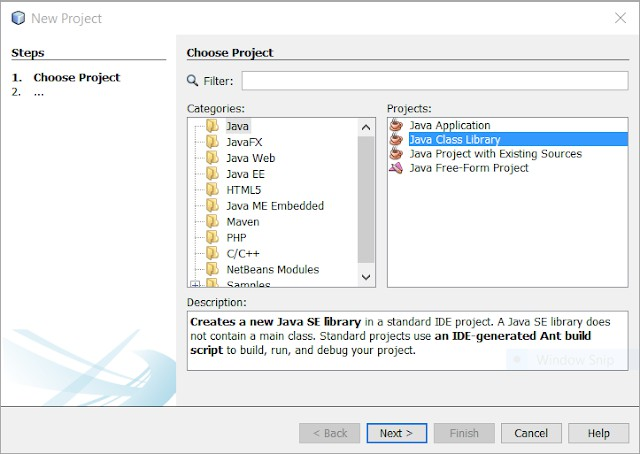 New Project
Steps
1. Choose Project
2. ...
Choose Project
Filter:
Categories:
Java
JavaFX
Java Web
Java EE
HTML5
Java ME Embedded
Maven
PHP
C/C++
NetBeans Modules
Samples
Projects:
Java Application
Java Class Library
Java Project with Existing Sources
Java Free-Form Project
Description:
Creates a new Java SE library in a standard IDE project. A Java SE library does
not contain a main class. Standard projects use an IDE-generated Ant build
script to build, run, and debug your project.
Window Snip
< Back
Next >
Finish
Cancel
Help